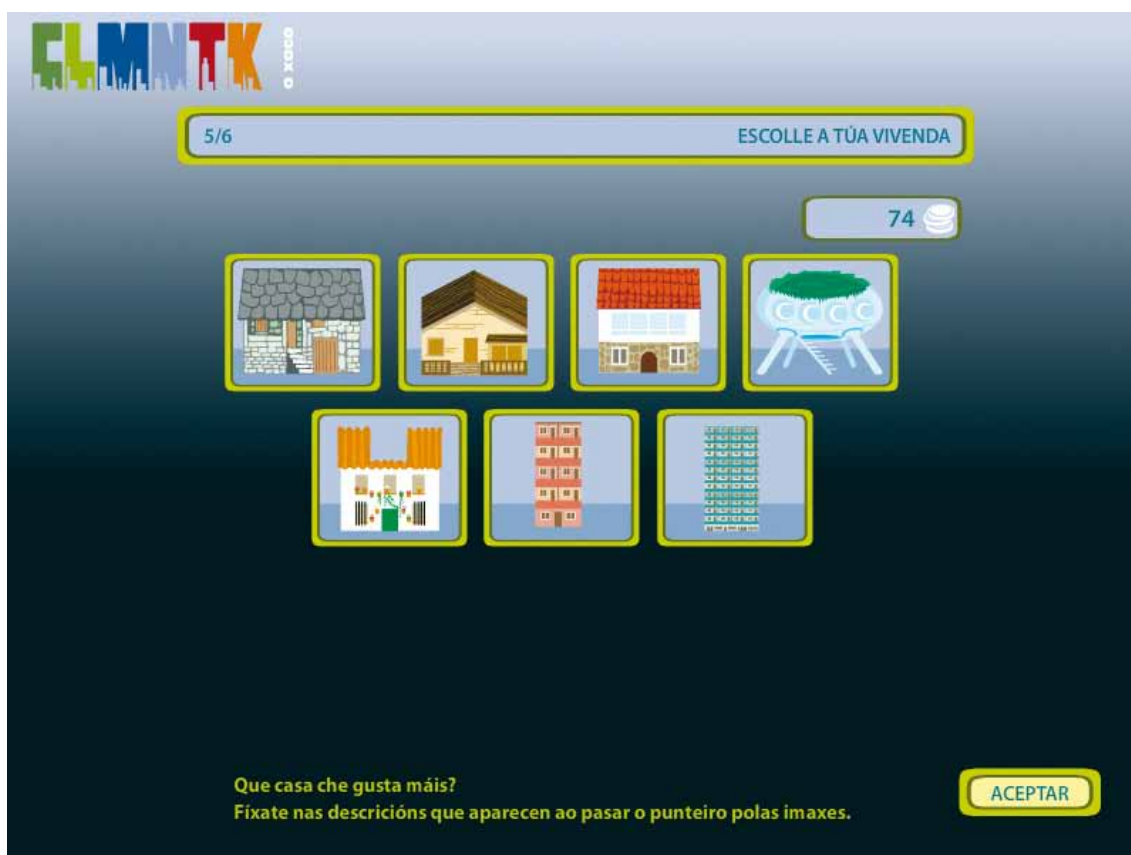 CLMNTK
O XOGO
5/6
ESCOLLE A TÚA VIVENDA
74
Que casa che gusta máis?
Fíxate nas descricións que aparecen ao pasar o punteiro polas imaxes.
ACEPTAR